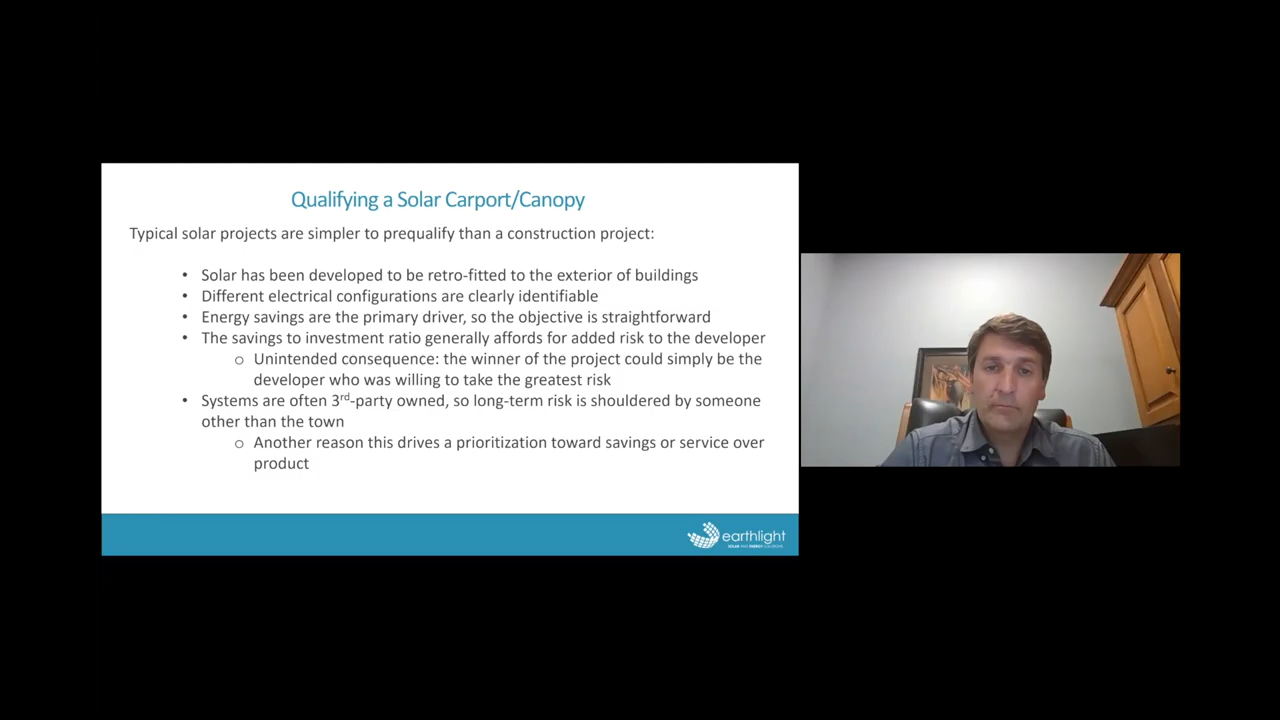 Qualifying a Solar Carport/Canopy
Typical solar projects are simpler to prequalify than a construction project:
• Solar has been developed to be retro-fitted to the exterior of buildings
• Different electrical configurations are clearly identifiable
• Energy savings are the primary driver, so the objective is straightforward
• The savings to investment ratio generally affords for added risk to the developer
o Unintended consequence: the winner of the project could simply be the
developer who was willing to take the greatest risk
• Systems are often 3rd-party owned, so long-term risk is shouldered by someone
other than the town
o Another reason this drives a prioritization toward savings or service over
product
earthlight
SOLAR AND ENERGY SOLUTIONS